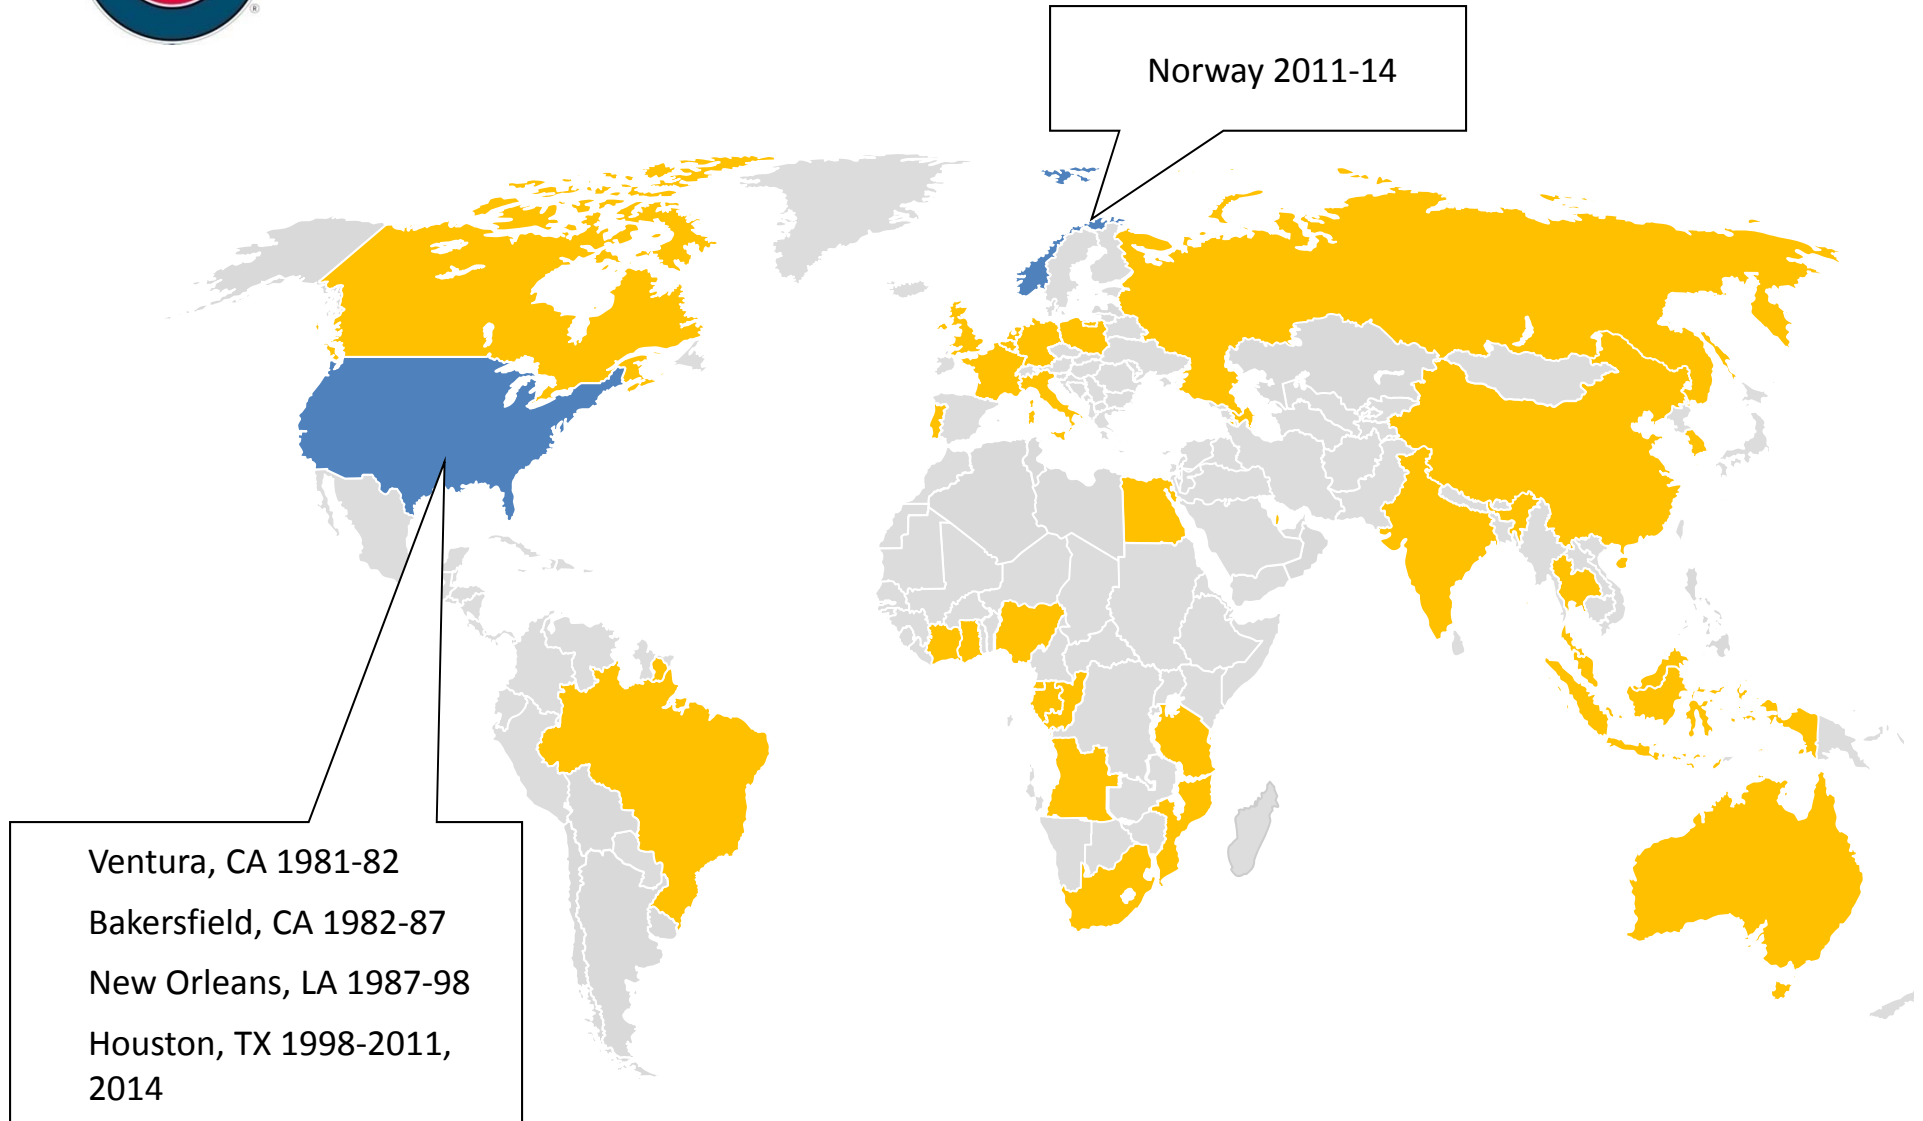 Norway 2011-14
Ventura, CA 1981-82
Bakersfield, CA 1982-87
New Orleans, LA 1987-98
Houston, TX 1998-2011,
2014
®